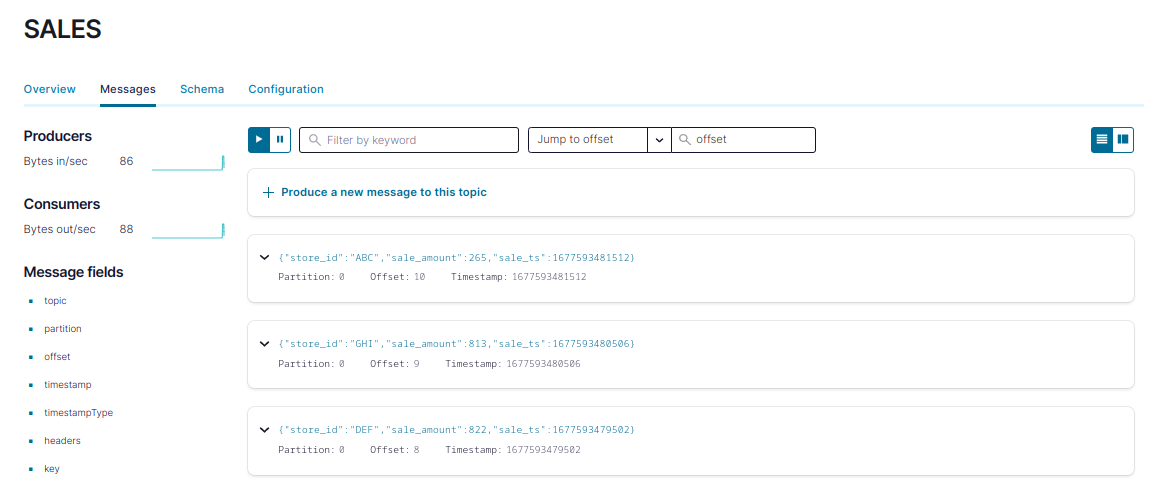 SALES
Overview Messages Schema Configuration
Producers
Bytes in/sec 86
Consumers
Bytes out/sec 88
Message fields
topic
partition
offset
timestamp
timestampType
headers
key
Filter by keyword Jump to offset offset
Produce a new message to this topic
{"store_id":"ABC","sale_amount":265,"sale_ts":1677593481512}
Partition: 0 Offset: 10 Timestamp: 1677593481512
{"store_id":"GHI","sale_amount":813,"sale_ts":1677593480506}
Partition: 0 Offset: 9 Timestamp: 1677593480506
{"store_id":"DEF","sale_amount":822,"sale_ts":1677593479502}
Partition: 0 Offset: 8 Timestamp: 1677593479502